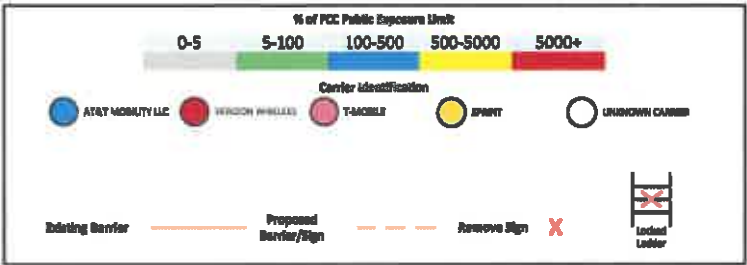 % of FCC Public Exposure Limit
0-5 5-100 100-500 500-5000 5000+
Carrier Identification
AT&T MOBILITY LLC VERIZON WIRELESS T-MOBILE SPRINT UNKNOWN CARRIER
Existing Barrier Proposed Barrier/Sign Remove Sign X Locked Ladder